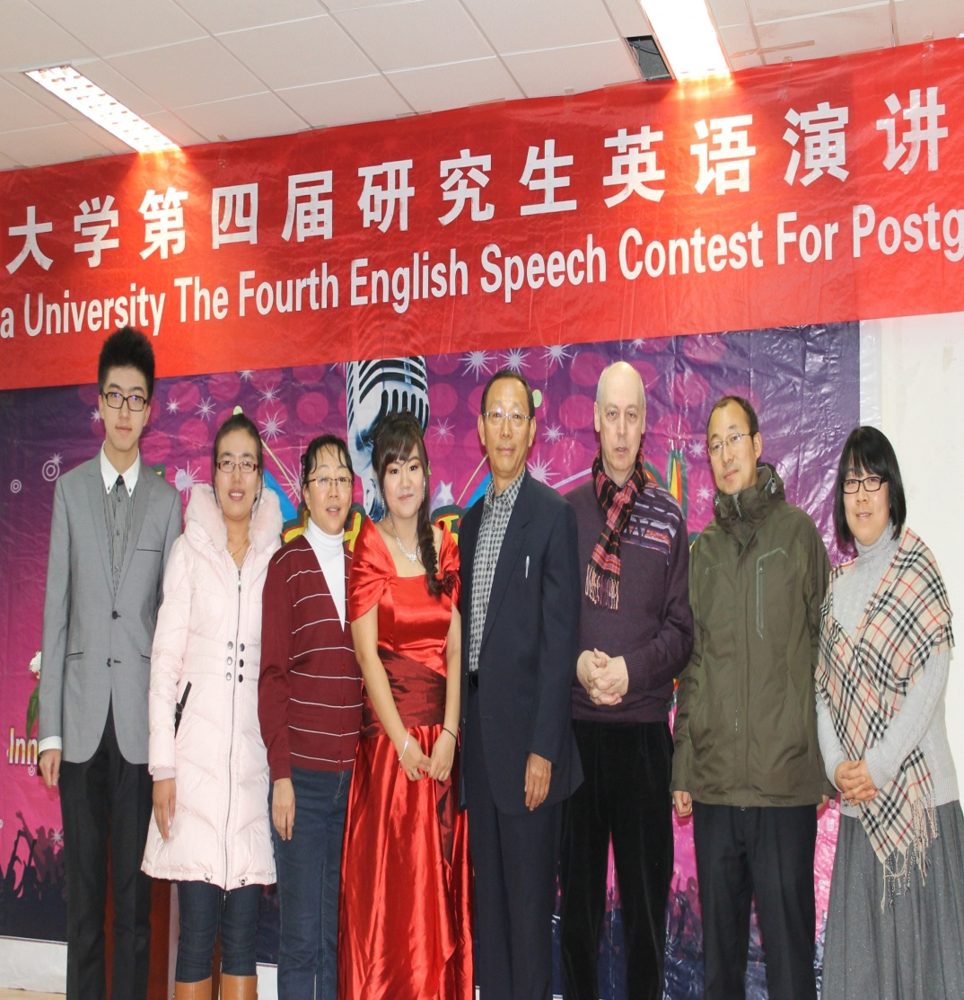 大学第四届研究生英语演讲
a University The Fourth English Speech Contest For Postg
Inn